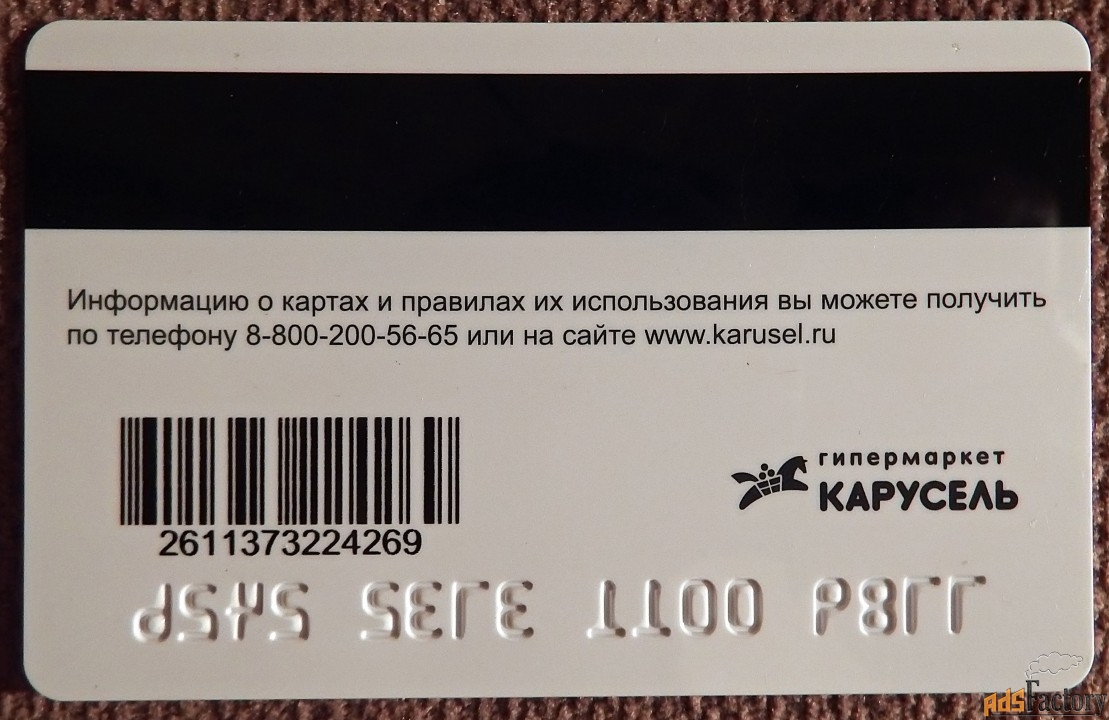 Информацию о картах и правилах их использования вы можете получить
по телефону 8-800-200-56-65 или на сайте www.karusel.ru
гипермаркет
КАРУСЕЛЬ
2611373224269
adsFactory